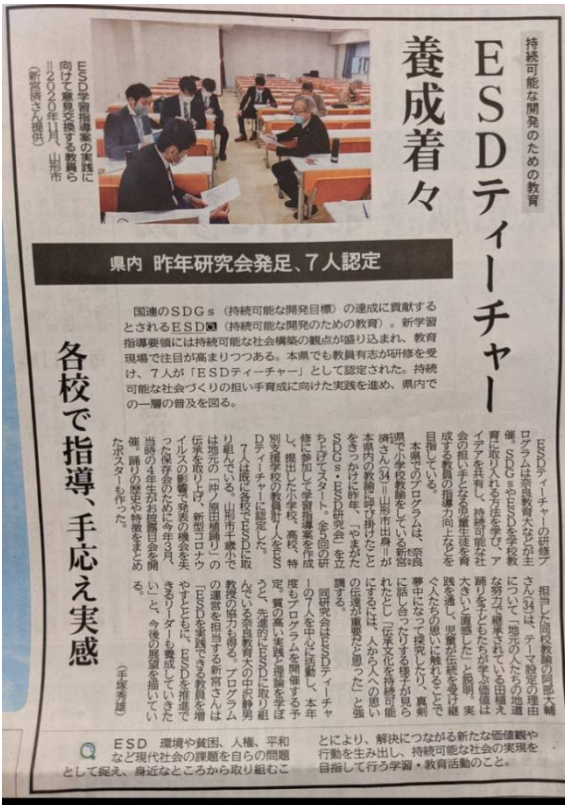 持続可能な開発のための教育
ESDティーチャー
養成着々
ESD学習指導案の実践に
向けて意見交換する教員ら
=2020年11月、山形市
(新宮済さん提供)
県内 昨年研究会発足、7人認定
国連のSDGs(持続可能な開発目標)の達成に貢献する
とされるESD(持続可能な開発のための教育)。新学習
指導要領には持続可能な社会構築の観点が盛り込まれ、教育
現場で注目が高まりつつある。本県でも教員有志が研修を受
け、7人が「ESDティーチャー」として認定された。持続
可能な社会づくりの担い手育成に向けた実践を進め、県内で
の一層の普及を図る。
各校で指導、手応え実感
ESDティーチャーの研修プ
ログラムは奈良教育大などが主
催。SDGsやESDを学校教
育に取り入れる方法を学び、ア
イデアを共有し、持続可能な社
会の担い手となる児童生徒を育
成する教員の指導力向上などを
目指している。
本県でのプログラムは、奈良
県で小学校教諭をしている新宮
済さん(34)=山形市出身=が
本県内の教諭に呼び掛けたこと
をきっかけに昨年、「やまがた
SDGs・ESD研究会」を立
ち上げてスタート。全5回の研
修に参加して学習指導案を作成
し、提出した小学校、高校、特
別支援学校の教員計7人をES
Dティーチャーに認定した。
7人は既に各校でESDに取
り組んでいる。山形市千歳小で
は地元の「沖ノ原田植踊り」の
伝承を取り上げ、新型コロナウ
イルスの影響で発表の機会を失
った保存会のために今年3月、
当時の4年生がお披露目会を開
催。踊りの歴史や特徴をまとめ
たポスターも作った。
担当した同校教諭の阿部大輔
さん(34)は、テーマ設定の理由
について「地元の人たちの地道
な努力で継承されている田植え
踊りを子どもたちが学ぶ価値は
大きいと直感した」と説明。実
践を通し「児童が伝統を受け継
ぐ人たちの思いに触れることで
夢中になって探究したり、真剣
に話し合ったりする様子が見ら
れたとし「伝承文化を持続可能
にするには、人から人への思い
の伝達が重要だと思った」と強
調する。
同研究会はESDティーチャ
ーの7人を中心に活動し、本年
度もプログラムを開催する予
定。質の高い実践と理論を学ぼ
うと、先進的にESDに取り組
んでいる奈良教育大の中沢静男
教授の協力も得る。プログラム
の運営を担当する新宮さんは
「ESDを実践できる教員を増
やすとともに、ESDを推進で
きるリーダーも養成していきた
い」と、今後の展望を描いてい
る。
(手塚秀雄)
ESD 環境や貧困、人権、平和
など現代社会の課題を自らの問題
として捉え、身近なところから取り組むこ
とにより、解決につながる新たな価値観や
行動を生み出し、持続可能な社会の実現を
目指して行う学習・教育活動のこと。